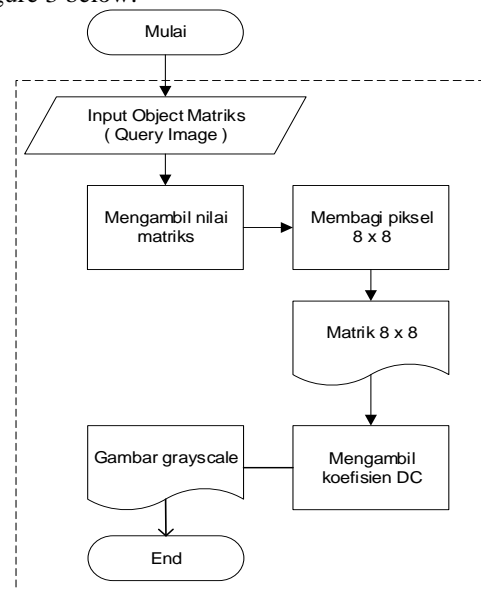 gure 3 below.
Mulai
Input Object Matriks
( Query Image )
Mengambil nilai
matriks
Membagi piksel
8 x 8
Matrik 8 x 8
Mengambil
koefisien DC
Gambar grayscale
End